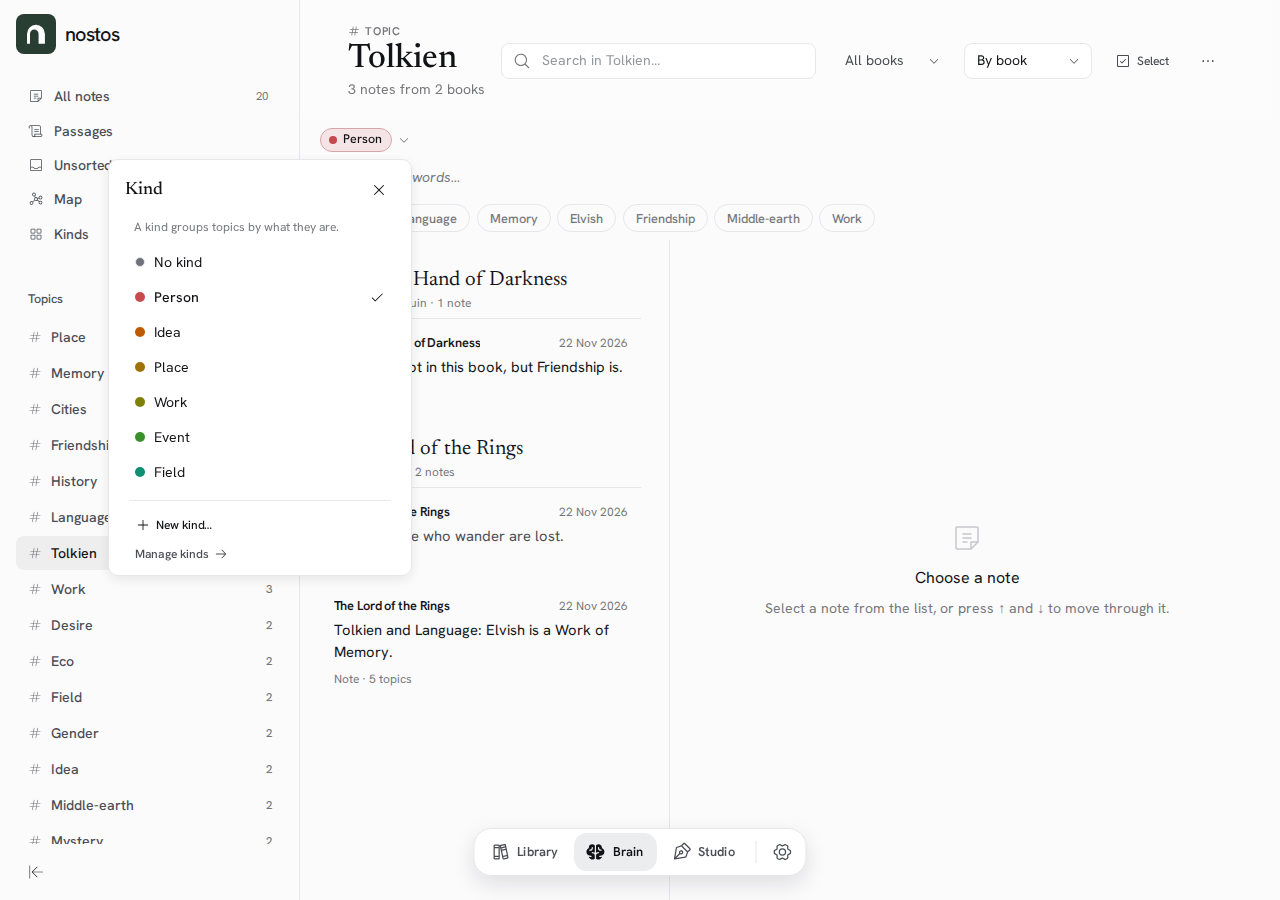 nostos
All notes 20
Passages
Unsorted
Map
Kinds
Topics
# Place
# Memory
# Cities
# Friendshi
# History
# Language
# Tolkien
# Work 3
# Desire 2
# Eco 2
# Field 2
# Gender 2
# Idea 2
# Middle-earth 2
# Mystery 2
# TOPIC
Tolkien
3 notes from 2 books
Search in Tolkien...
All books
By book
Select
Person
Kind
A kind groups topics by what they are.
No kind
Person
Idea
Place
Work
Event
Field
New kind...
Manage kinds
words...
Memory
Elvish
Friendship
Middle-earth
Work
Hand of Darkness
· 1 note
of Darkness 22 Nov 2026
in this book, but Friendship is.
of the Rings
2 notes
Rings 22 Nov 2026
who wander are lost.
The Lord of the Rings 22 Nov 2026
Tolkien and Language: Elvish is a Work of
Memory.
Note · 5 topics
Choose a note
Select a note from the list, or press ↑ and ↓ to move through it.
Library
Brain
Studio